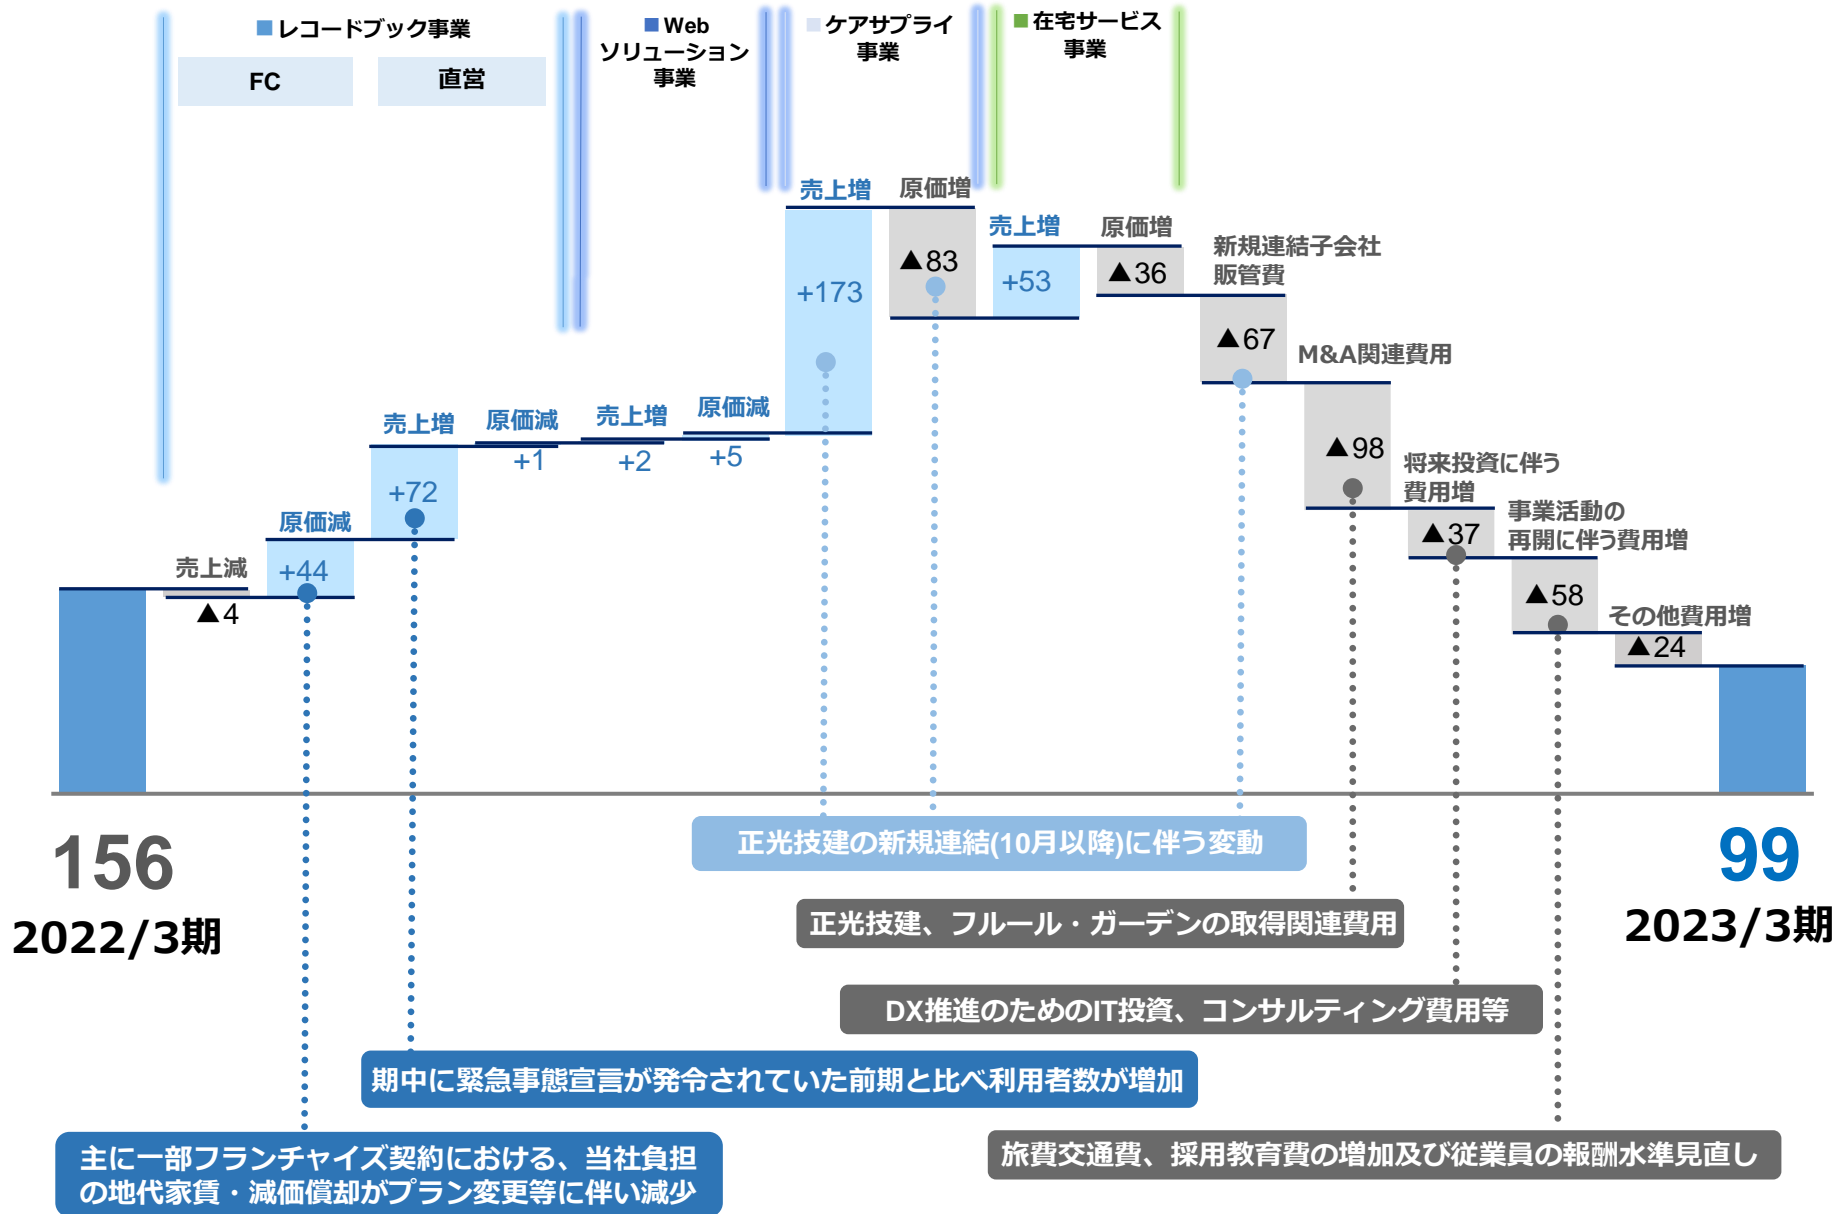 ■レコードブック事業
FC
直営
■Web
ソリューション
事業
■ケアサプライ
事業
■在宅サービス
事業
売上減
▲4
原価減
+44
売上増
+72
原価減
+1
売上増
+2
原価減
+5
売上増
+173
原価増
▲83
売上増
+53
原価増
▲36
新規連結子会社
販管費
▲67
M&A関連費用
▲98
将来投資に伴う
費用増
▲37
事業活動の
再開に伴う費用増
▲58
その他費用増
▲24
156
2022/3期
99
2023/3期
正光技建の新規連結(10月以降)に伴う変動
正光技建、フルール・ガーデンの取得関連費用
DX推進のためのIT投資、コンサルティング費用等
期中に緊急事態宣言が発令されていた前期と比べ利用者数が増加
旅費交通費、採用教育費の増加及び従業員の報酬水準見直し
主に一部フランチャイズ契約における、当社負担
の地代家賃・減価償却がプラン変更等に伴い減少